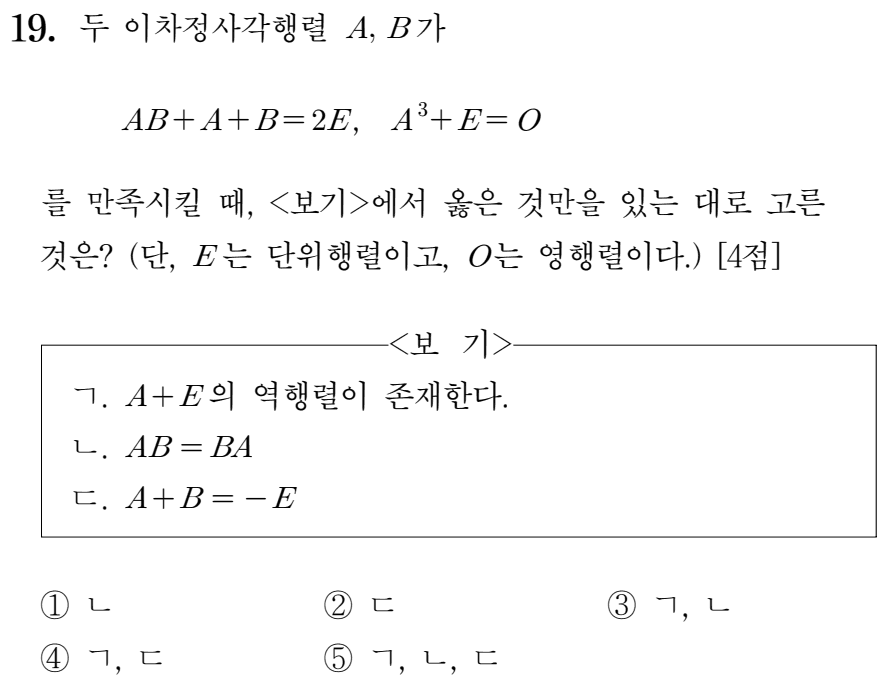 19. 두 이차정사각행렬 A, B가
AB+A+B=2E, A³+E=O
를 만족시킬 때, <보기>에서 옳은 것만을 있는 대로 고른
것은? (단, E는 단위행렬이고, O는 영행렬이다.) [4점]
<보 기>
ㄱ. A+E의 역행렬이 존재한다.
ㄴ. AB=BA
ㄷ. A+B=-E
① ㄴ ② ㄷ ③ ㄱ, ㄴ
④ ㄱ, ㄷ ⑤ ㄱ, ㄴ, ㄷ